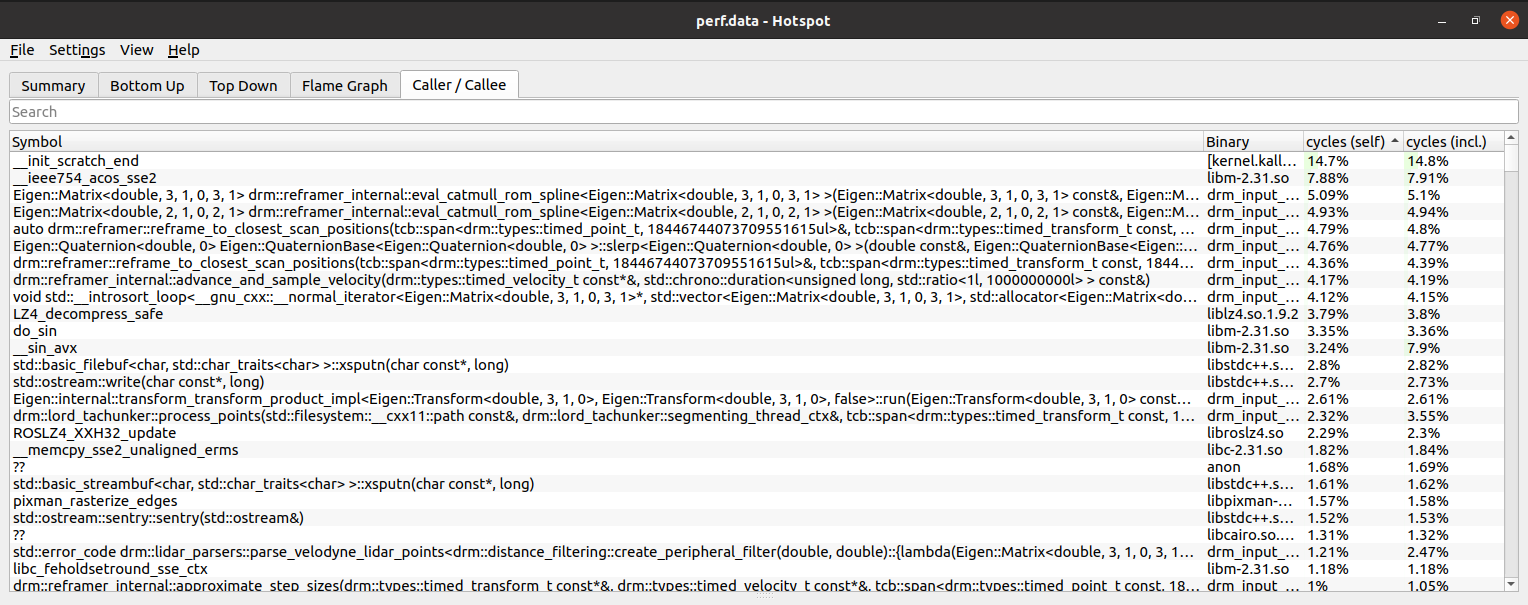 perf.data - Hotspot
File Settings View Help
Summary Bottom Up Top Down Flame Graph Caller / Callee
Search
Symbol Binary cycles (self) cycles (incl.)
__init_scratch_end [kernel.kall... 14.7% 14.8%
__ieee754_acos_sse2 libm-2.31.so 7.88% 7.91%
Eigen::Matrix<double, 3, 1, 0, 3, 1> drm::reframer_internal::eval_catmull_rom_spline<Eigen::Matrix<double, 3, 1, 0, 3, 1> >(Eigen::Matrix<double, 3, 1, 0, 3, 1> const&, Eigen::M... drm_input_... 5.09% 5.1%
Eigen::Matrix<double, 2, 1, 0, 2, 1> drm::reframer_internal::eval_catmull_rom_spline<Eigen::Matrix<double, 2, 1, 0, 2, 1> >(Eigen::Matrix<double, 2, 1, 0, 2, 1> const&, Eigen::M... drm_input_... 4.93% 4.94%
auto drm::reframer::reframe_to_closest_scan_positions(tcb::span<drm::types::timed_point_t, 18446744073709551615ul>&, tcb::span<drm::types::timed_transform_t const, ... drm_input_... 4.79% 4.8%
Eigen::Quaternion<double, 0> Eigen::QuaternionBase<Eigen::Quaternion<double, 0> >::slerp<Eigen::Quaternion<double, 0> >(double const&, Eigen::QuaternionBase<Eigen::... drm_input_... 4.76% 4.77%
drm::reframer::reframe_to_closest_scan_positions(tcb::span<drm::types::timed_point_t, 18446744073709551615ul>&, tcb::span<drm::types::timed_transform_t const, 1844... drm_input_... 4.36% 4.39%
drm::reframer_internal::advance_and_sample_velocity(drm::types::timed_velocity_t const*&, std::chrono::duration<unsigned long, std::ratio<1l, 1000000000l> > const&) drm_input_... 4.17% 4.19%
void std::__introsort_loop<__gnu_cxx::__normal_iterator<Eigen::Matrix<double, 3, 1, 0, 3, 1>*, std::vector<Eigen::Matrix<double, 3, 1, 0, 3, 1>, std::allocator<Eigen::Matrix<do... drm_input_... 4.12% 4.15%
LZ4_decompress_safe liblz4.so.1.9.2 3.79% 3.8%
do_sin libm-2.31.so 3.35% 3.36%
__sin_avx libm-2.31.so 3.24% 7.9%
std::basic_filebuf<char, std::char_traits<char> >::xsputn(char const*, long) libstdc++.s... 2.8% 2.82%
std::ostream::write(char const*, long) libstdc++.s... 2.7% 2.73%
Eigen::internal::transform_transform_product_impl<Eigen::Transform<double, 3, 1, 0>, Eigen::Transform<double, 3, 1, 0>, false>::run(Eigen::Transform<double, 3, 1, 0> const... drm_input_... 2.61% 2.61%
drm::lord_tachunker::process_points(std::filesystem::__cxx11::path const&, drm::lord_tachunker::segmenting_thread_ctx&, tcb::span<drm::types::timed_transform_t const, 1... drm_input_... 2.32% 3.55%
ROSLZ4_XXH32_update libroslz4.so 2.29% 2.3%
__memcpy_sse2_unaligned_erms libc-2.31.so 1.82% 1.84%
?? anon 1.68% 1.69%
std::basic_streambuf<char, std::char_traits<char> >::xsputn(char const*, long) libstdc++.s... 1.61% 1.62%
pixman_rasterize_edges libpixman-... 1.57% 1.58%
std::ostream::sentry::sentry(std::ostream&) libstdc++.s... 1.52% 1.53%
?? libcairo.so.... 1.31% 1.32%
std::error_code drm::lidar_parsers::parse_velodyne_lidar_points<drm::distance_filtering::create_peripheral_filter(double, double)::{lambda(Eigen::Matrix<double, 3, 1, 0, 3, 1... drm_input_... 1.21% 2.47%
libc_feholdsetround_sse_ctx libm-2.31.so 1.18% 1.18%
drm::reframer_internal::approximate_step_sizes(drm::types::timed_transform_t const*&, drm::types::timed_velocity_t const*&, tcb::span<drm::types::timed_point_t const, 18... drm_input_... 1% 1.05%